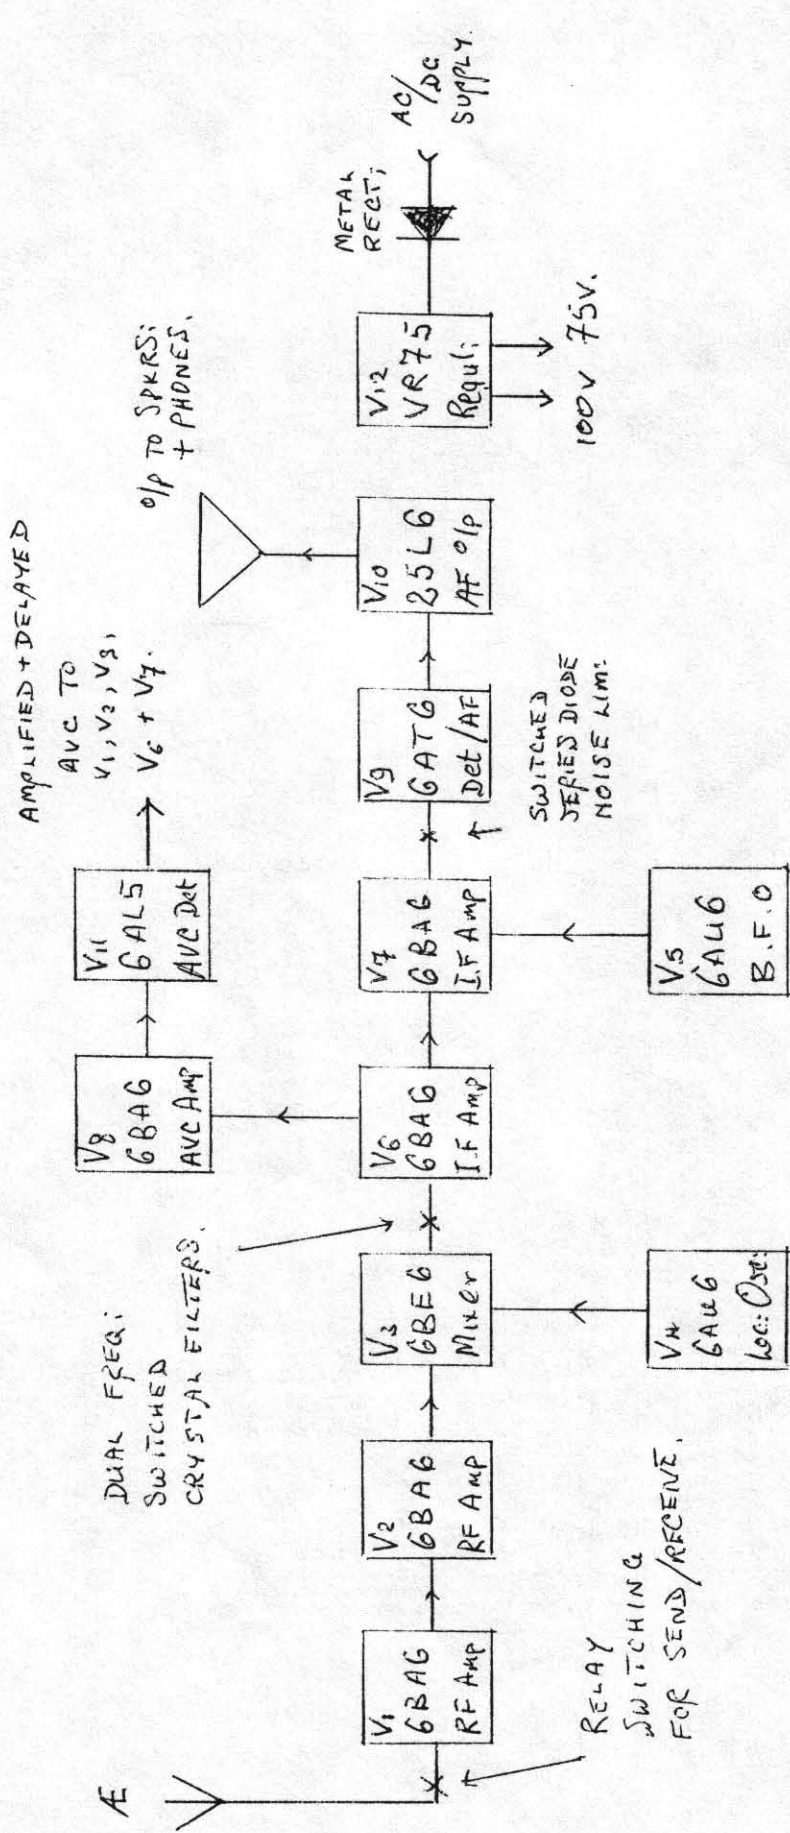 Æ
RELAY
SWITCHING
FOR SEND/RECEIVE.
V1
6BA6
RF Amp
V2
6BA6
RF Amp
DUAL FREQ:
SWITCHED
CRYSTAL FILTERS.
V3
6BE6
Mixer
V4
6AU6
Loc: Osc:
V6
6BA6
I.F Amp
V8
6BA6
AVC Amp
V11
6AL5
AVC Det
AMPLIFIED + DELAYED
AVC TO
V1, V2, V3,
V6 + V7.
V7
6BA6
I.F Amp
V5
6AU6
B.F.O
V9
6AT6
Det/AF
SWITCHED
SERIES DIODE
NOISE LIM:
V10
25L6
AF O/P
O/P TO SPKRS:
+ PHONES.
V12
VR75
Regul:
100V 75V.
METAL
RECT;
AC/DC
SUPPLY.